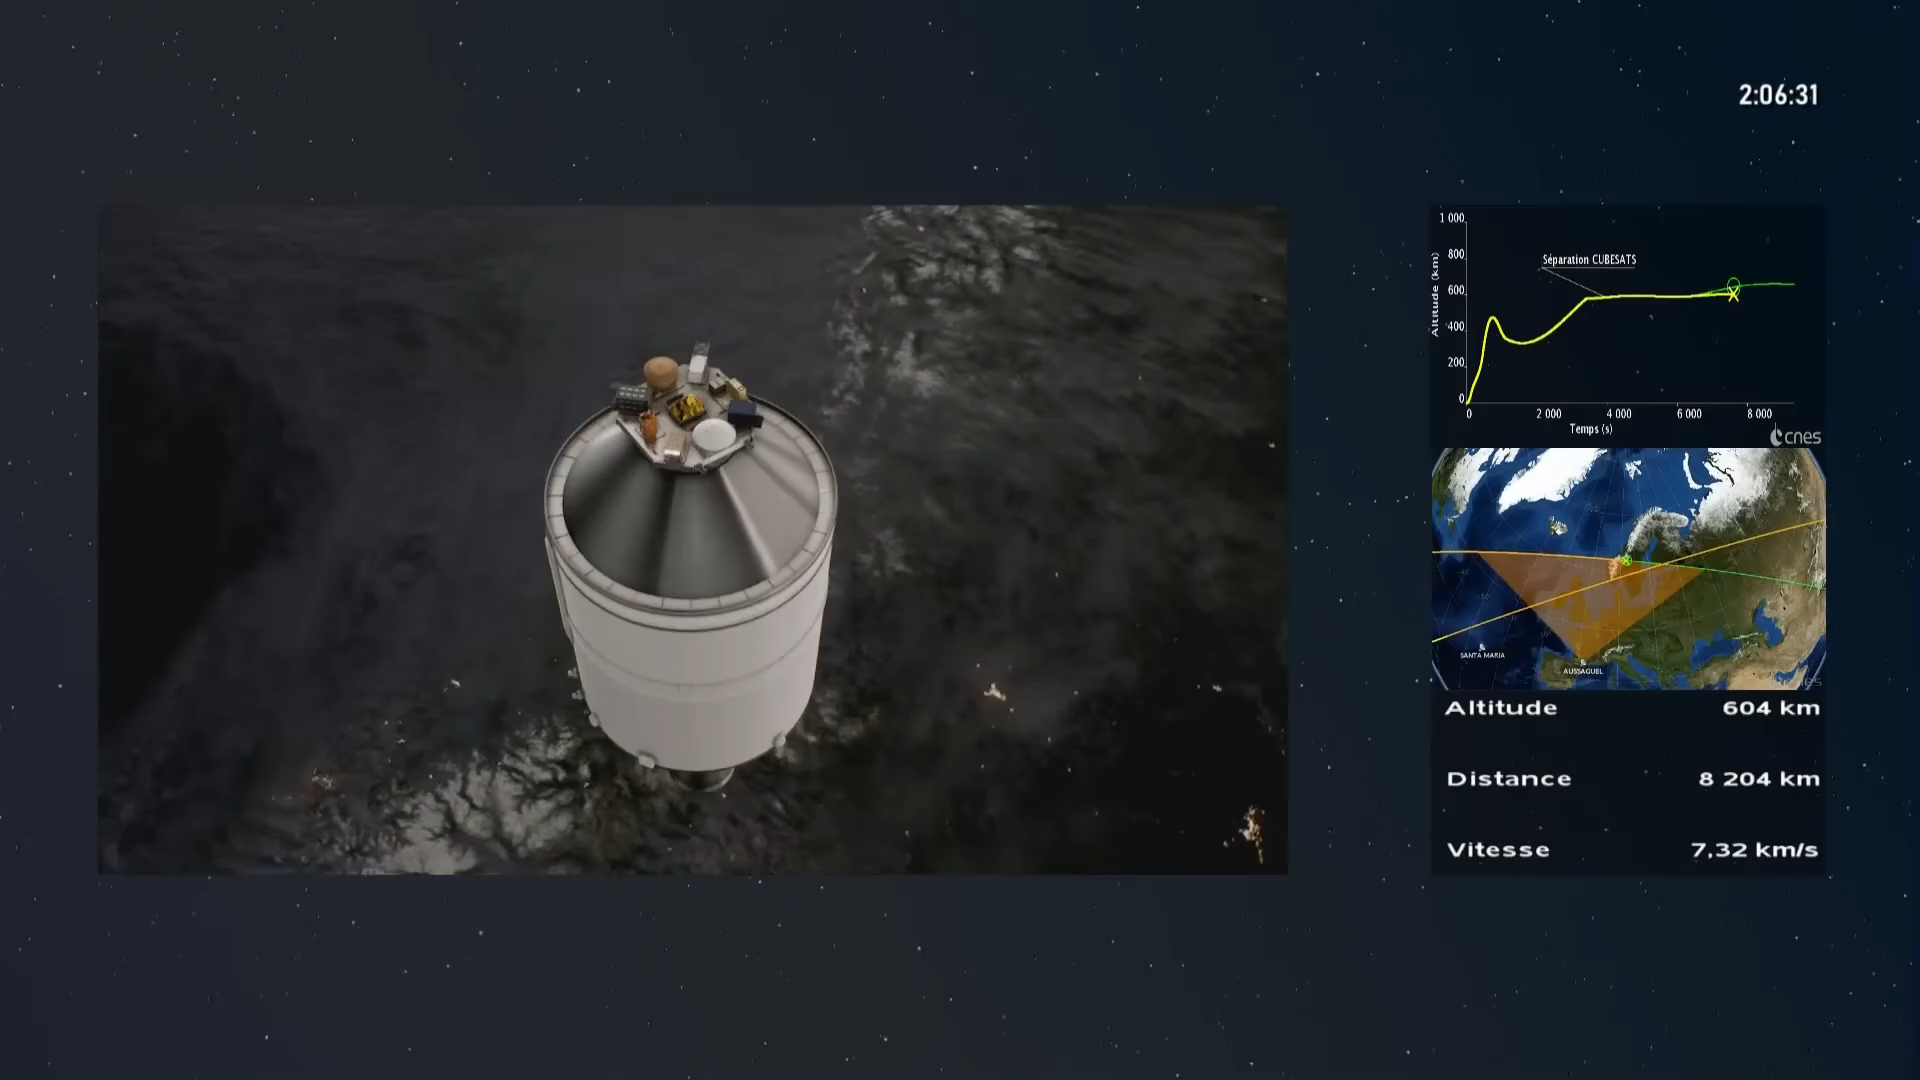 2:06:31
1 000
800
600
400
200
0
Altitude (km)
Séparation CUBESATS
0
2 000
4 000
6 000
8 000
Temps (s)
cnes
SANTA MARIA
AUSSAGUEL
Altitude 604 km
Distance 8 204 km
Vitesse 7,32 km/s